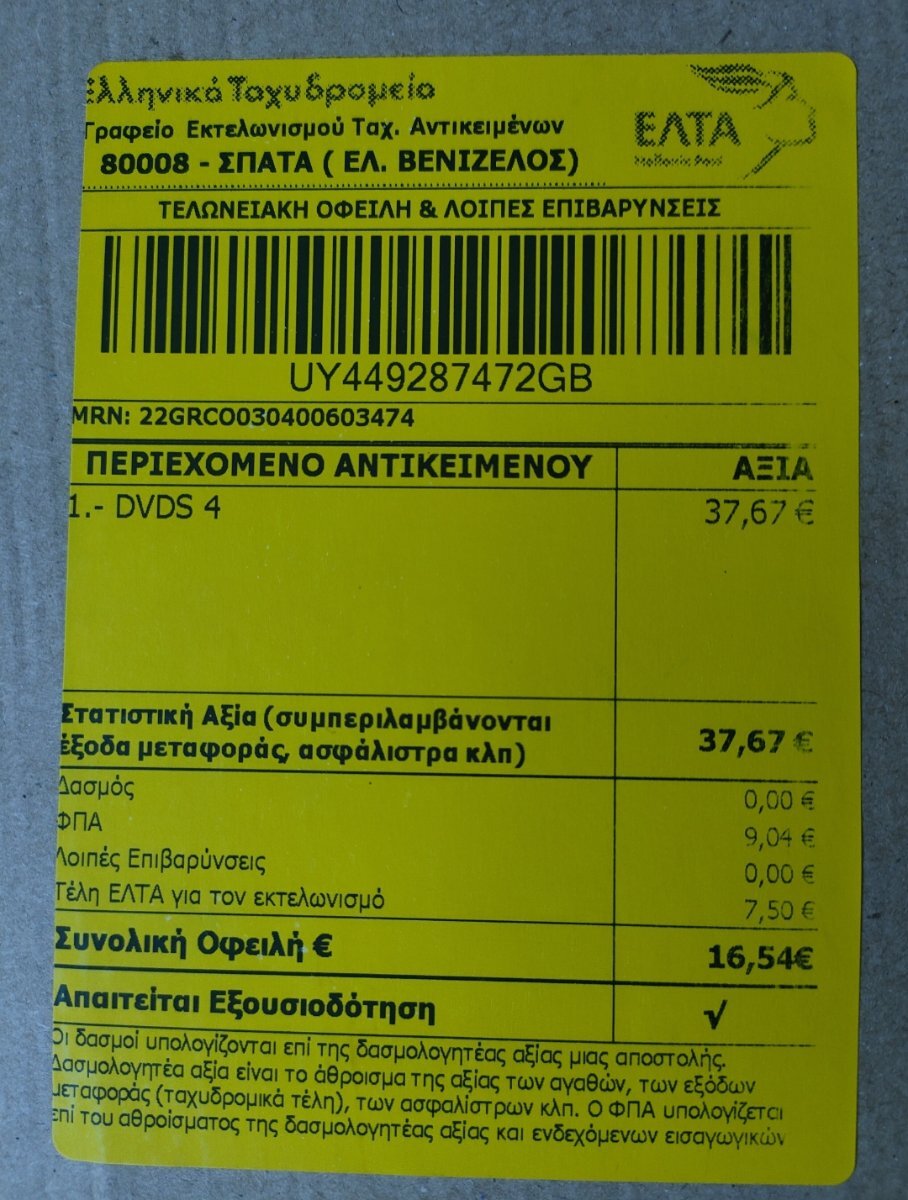 Ελληνικά Ταχυδρομεία
Γραφείο Εκτελωνισμού Ταχ. Αντικειμένων
80008 - ΣΠΑΤΑ ( ΕΛ. ΒΕΝΙΖΕΛΟΣ)
ΕΛΤΑ
Hellenic Post
ΤΕΛΩΝΕΙΑΚΗ ΟΦΕΙΛΗ & ΛΟΙΠΕΣ ΕΠΙΒΑΡΥΝΣΕΙΣ
UY449287472GB
MRN: 22GRCO030400603474
ΠΕΡΙΕΧΟΜΕΝΟ ΑΝΤΙΚΕΙΜΕΝΟΥ ΑΞΙΑ
1.- DVDS 4 37,67 €
Στατιστική Αξία (συμπεριλαμβάνονται
έξοδα μεταφοράς, ασφάλιστρα κλπ) 37,67 €
Δασμός 0,00 €
ΦΠΑ 9,04 €
Λοιπές Επιβαρύνσεις 0,00 €
Τέλη ΕΛΤΑ για τον εκτελωνισμό 7,50 €
Συνολική Οφειλή € 16,54€
Απαιτείται Εξουσιοδότηση √
Οι δασμοί υπολογίζονται επί της δασμολογητέας αξίας μιας αποστολής.
Δασμολογητέα αξία είναι το άθροισμα της αξίας των αγαθών, των εξόδων
μεταφοράς (ταχυδρομικά τέλη), των ασφαλίστρων κλπ. Ο ΦΠΑ υπολογίζεται
επί του αθροίσματος της δασμολογητέας αξίας και ενδεχόμενων εισαγωγικών